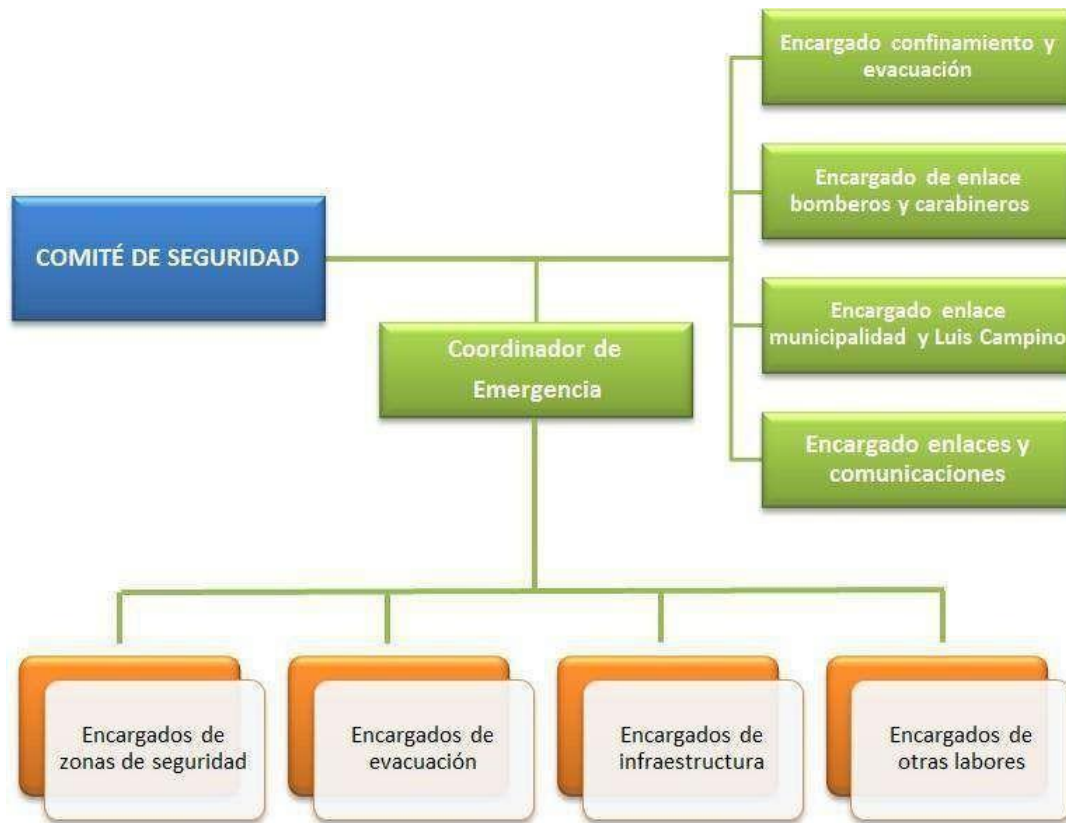 Encargado confinamiento y
evacuación
Encargado de enlace
bomberos y carabineros
COMITÉ DE SEGURIDAD
Encargado enlace
municipalidad y Luis Campino
Coordinador de
Emergencia
Encargado enlaces y
comunicaciones
Encargados de
zonas de seguridad
Encargados de
evacuación
Encargados de
infraestructura
Encargados de
otras labores